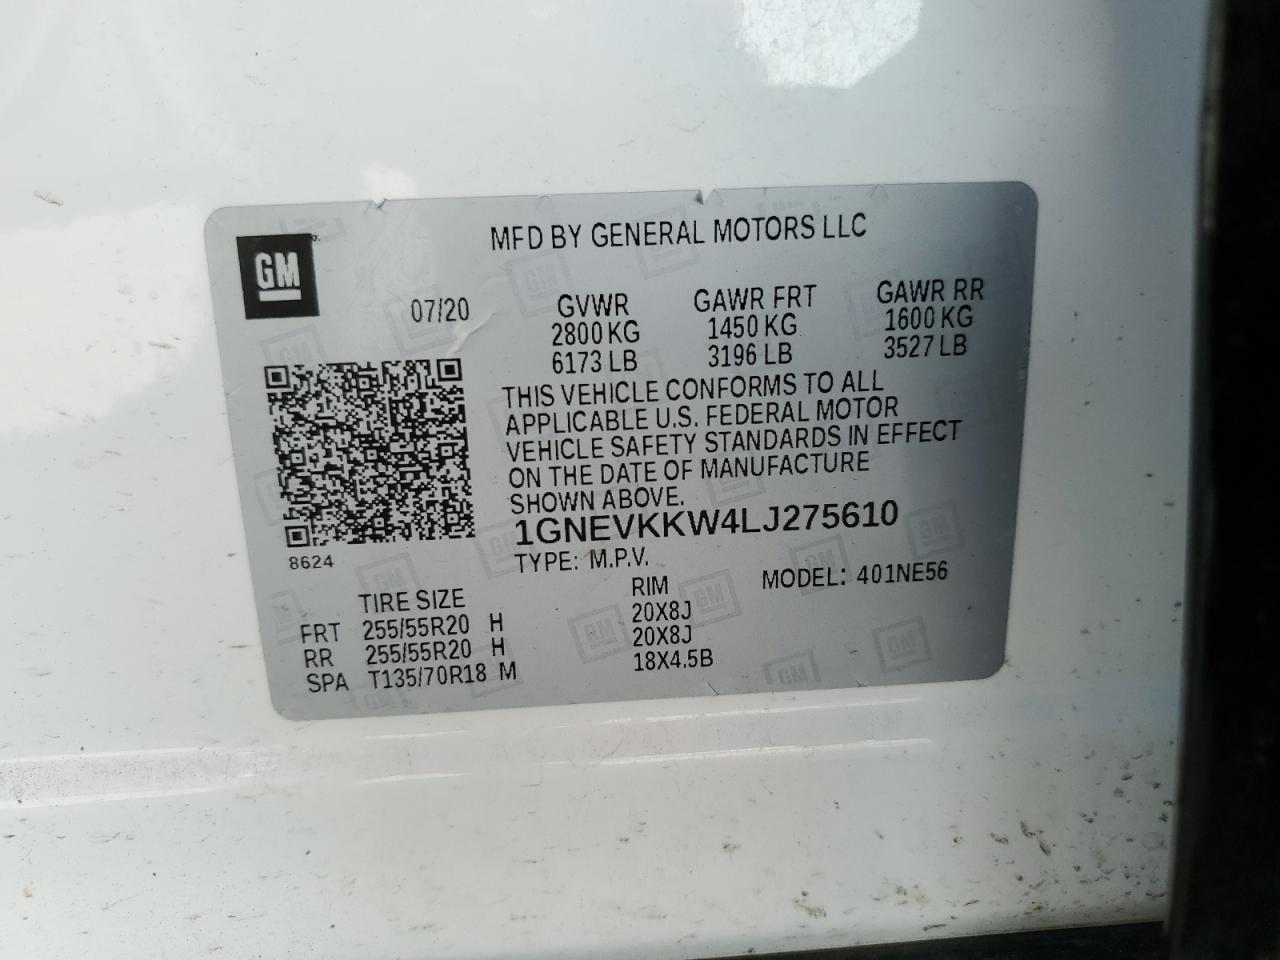 MFD BY GENERAL MOTORS LLC
GM
07/20
GVWR GAWR FRT GAWR RR
2800 KG 1450 KG 1600 KG
6173 LB 3196 LB 3527 LB
THIS VEHICLE CONFORMS TO ALL
APPLICABLE U.S. FEDERAL MOTOR
VEHICLE SAFETY STANDARDS IN EFFECT
ON THE DATE OF MANUFACTURE
SHOWN ABOVE.
1GNEVKKW4LJ275610
8624
TYPE: M.P.V. MODEL: 401NE56
TIRE SIZE RIM
FRT 255/55R20 H 20X8J
RR 255/55R20 H 20X8J
SPA T135/70R18 M 18X4.5B